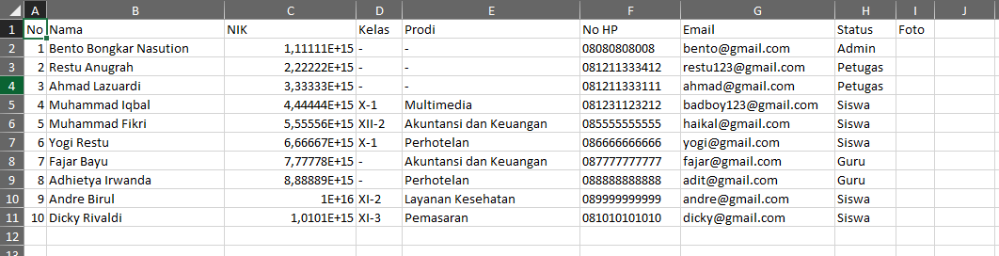 A B C D E F G H I J
1 No Nama NIK Kelas Prodi No HP Email Status Foto
2 1 Bento Bongkar Nasution 1,11111E+15 - - 08080808008 bento@gmail.com Admin
3 2 Restu Anugrah 2,22222E+15 - - 081211333412 restu123@gmail.com Petugas
4 3 Ahmad Lazuardi 3,33333E+15 - - 081211333111 ahmad@gmail.com Petugas
5 4 Muhammad Iqbal 4,44444E+15 X-1 Multimedia 081231123212 badboy123@gmail.com Siswa
6 5 Muhammad Fikri 5,55556E+15 XII-2 Akuntansi dan Keuangan 085555555555 haikal@gmail.com Siswa
7 6 Yogi Restu 6,66667E+15 X-1 Perhotelan 086666666666 yogi@gmail.com Siswa
8 7 Fajar Bayu 7,77778E+15 - Akuntansi dan Keuangan 087777777777 fajar@gmail.com Guru
9 8 Adhietya Irwanda 8,88889E+15 - Perhotelan 088888888888 adit@gmail.com Guru
10 9 Andre Birul 1E+16 XI-2 Layanan Kesehatan 089999999999 andre@gmail.com Siswa
11 10 Dicky Rivaldi 1,0101E+15 XI-3 Pemasaran 081010101010 dicky@gmail.com Siswa
12
13